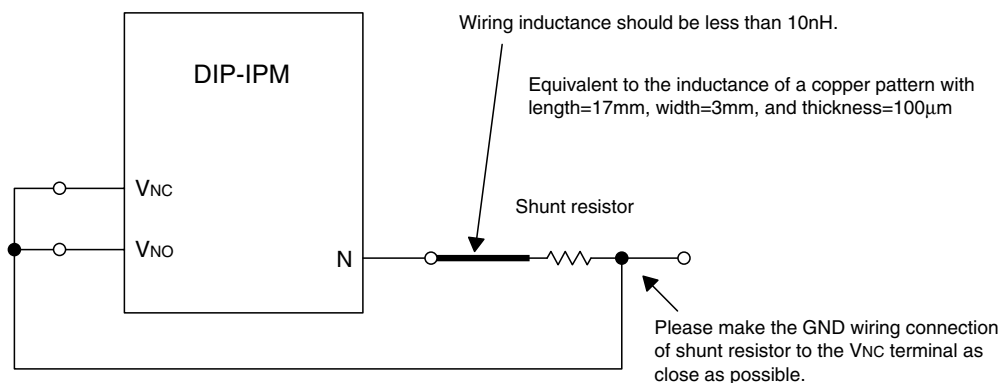 Wiring inductance should be less than 10nH.
DIP-IPM
Equivalent to the inductance of a copper pattern with
length=17mm, width=3mm, and thickness=100μm
VNC
Shunt resistor
VNO
N
Please make the GND wiring connection
of shunt resistor to the VNC terminal as
close as possible.